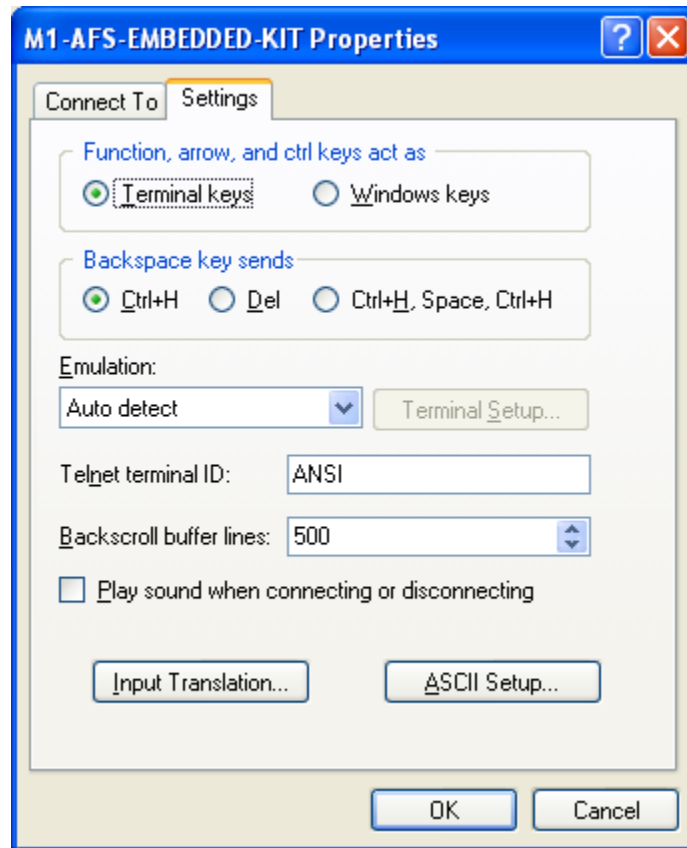 M1-AFS-EMBEDDED-KIT Properties
Connect To Settings
Function, arrow, and ctrl keys act as
Terminal keys Windows keys
Backspace key sends
Ctrl+H Del Ctrl+H, Space, Ctrl+H
Emulation:
Auto detect Terminal Setup...
Telnet terminal ID: ANSI
Backscroll buffer lines: 500
Play sound when connecting or disconnecting
Input Translation... ASCII Setup...
OK Cancel